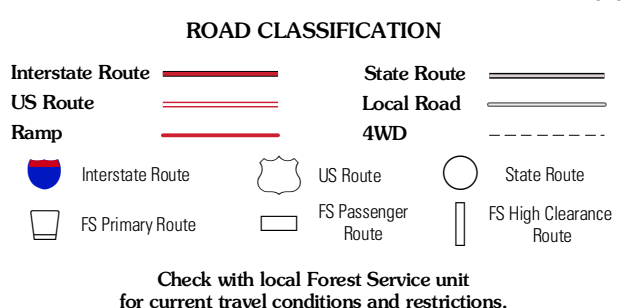 ROAD CLASSIFICATION
Interstate Route
State Route
US Route
Local Road
Ramp
4WD
Interstate Route
US Route
State Route
FS Primary Route
FS Passenger
Route
FS High Clearance
Route
Check with local Forest Service unit
for current travel conditions and restrictions.